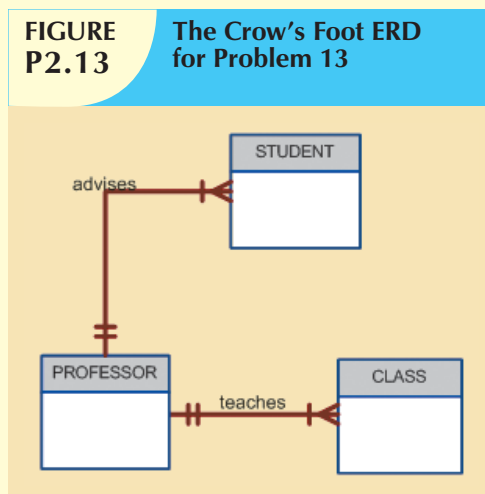 FIGURE
P2.13
The Crow's Foot ERD
for Problem 13
STUDENT
advises
PROFESSOR
CLASS
teaches